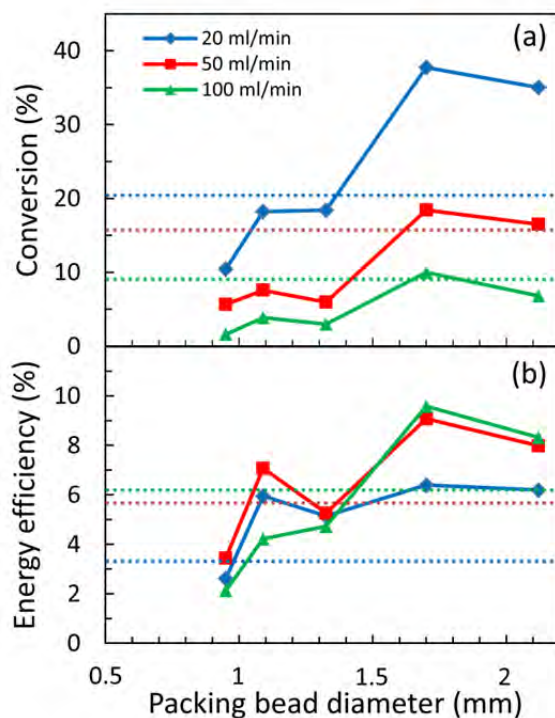 (a)
20 ml/min
50 ml/min
100 ml/min
Conversion (%)
40
30
20
10
0
(b)
Energy efficiency (%)
10
8
6
4
2
0
0.5 1 1.5 2
Packing bead diameter (mm)